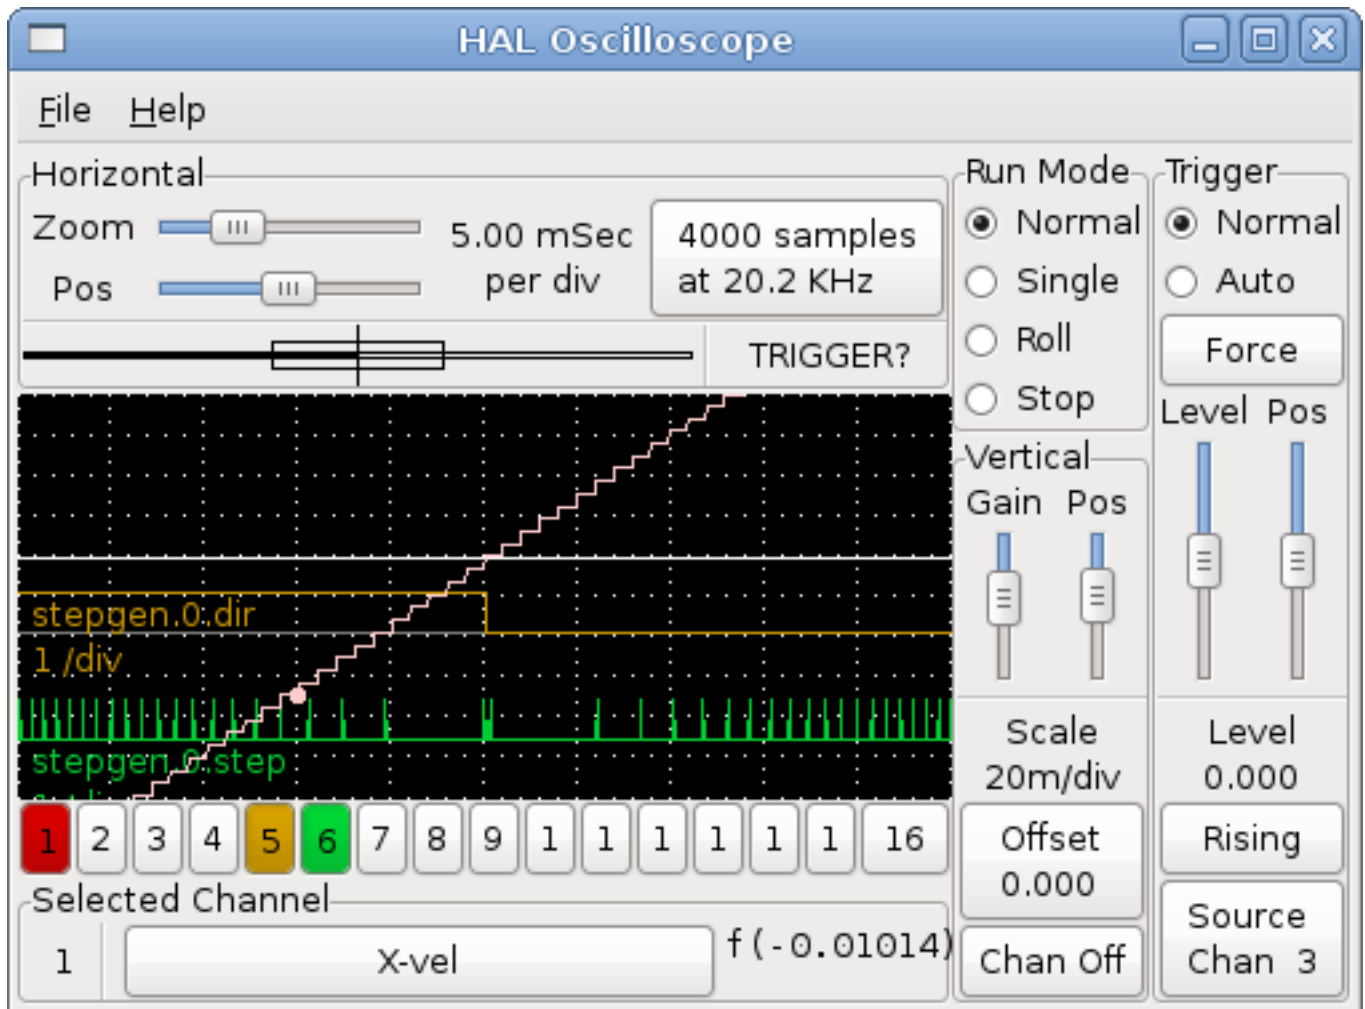 HAL Oscilloscope
File Help
Horizontal
Zoom
Pos
5.00 mSec
per div
4000 samples
at 20.2 KHz
TRIGGER?
Run Mode
Normal
Single
Roll
Stop
Trigger
Normal
Auto
Force
Level Pos
Vertical
Gain Pos
stepgen.0.dir
1 /div
stepgen.0.step
Scale
20m/div
Level
0.000
1 2 3 4 5 6 7 8 9 1 1 1 1 1 1 16
Offset
0.000
Rising
Selected Channel
1 X-vel f(-0.01014)
Chan Off
Source
Chan 3